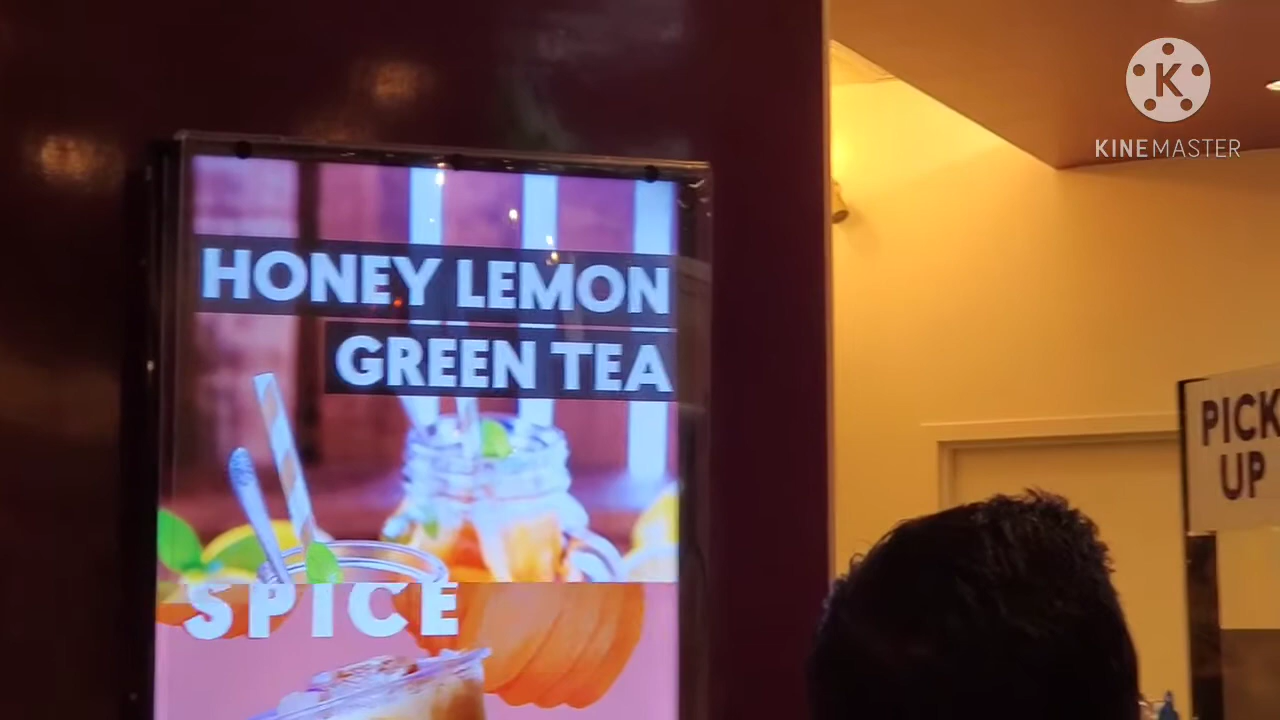 HONEY LEMON
GREEN TEA
SPICE
PICK
UP
K
KINEMASTER